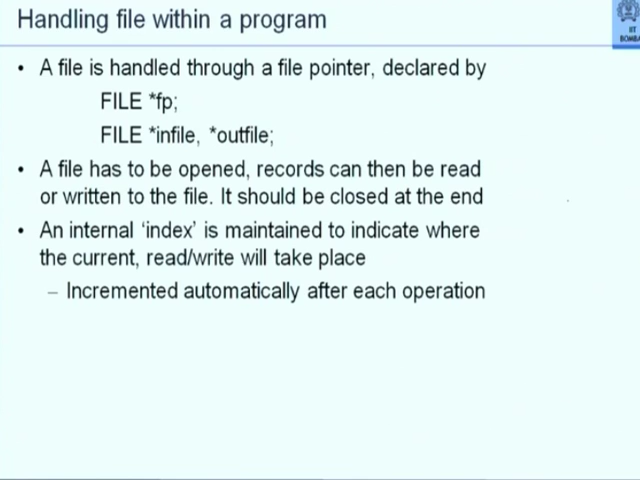 Handling file within a program
IIT
BOMBA
• A file is handled through a file pointer, declared by
FILE *fp;
FILE *infile, *outfile;
• A file has to be opened, records can then be read
or written to the file. It should be closed at the end
• An internal ‘index’ is maintained to indicate where
the current, read/write will take place
– Incremented automatically after each operation